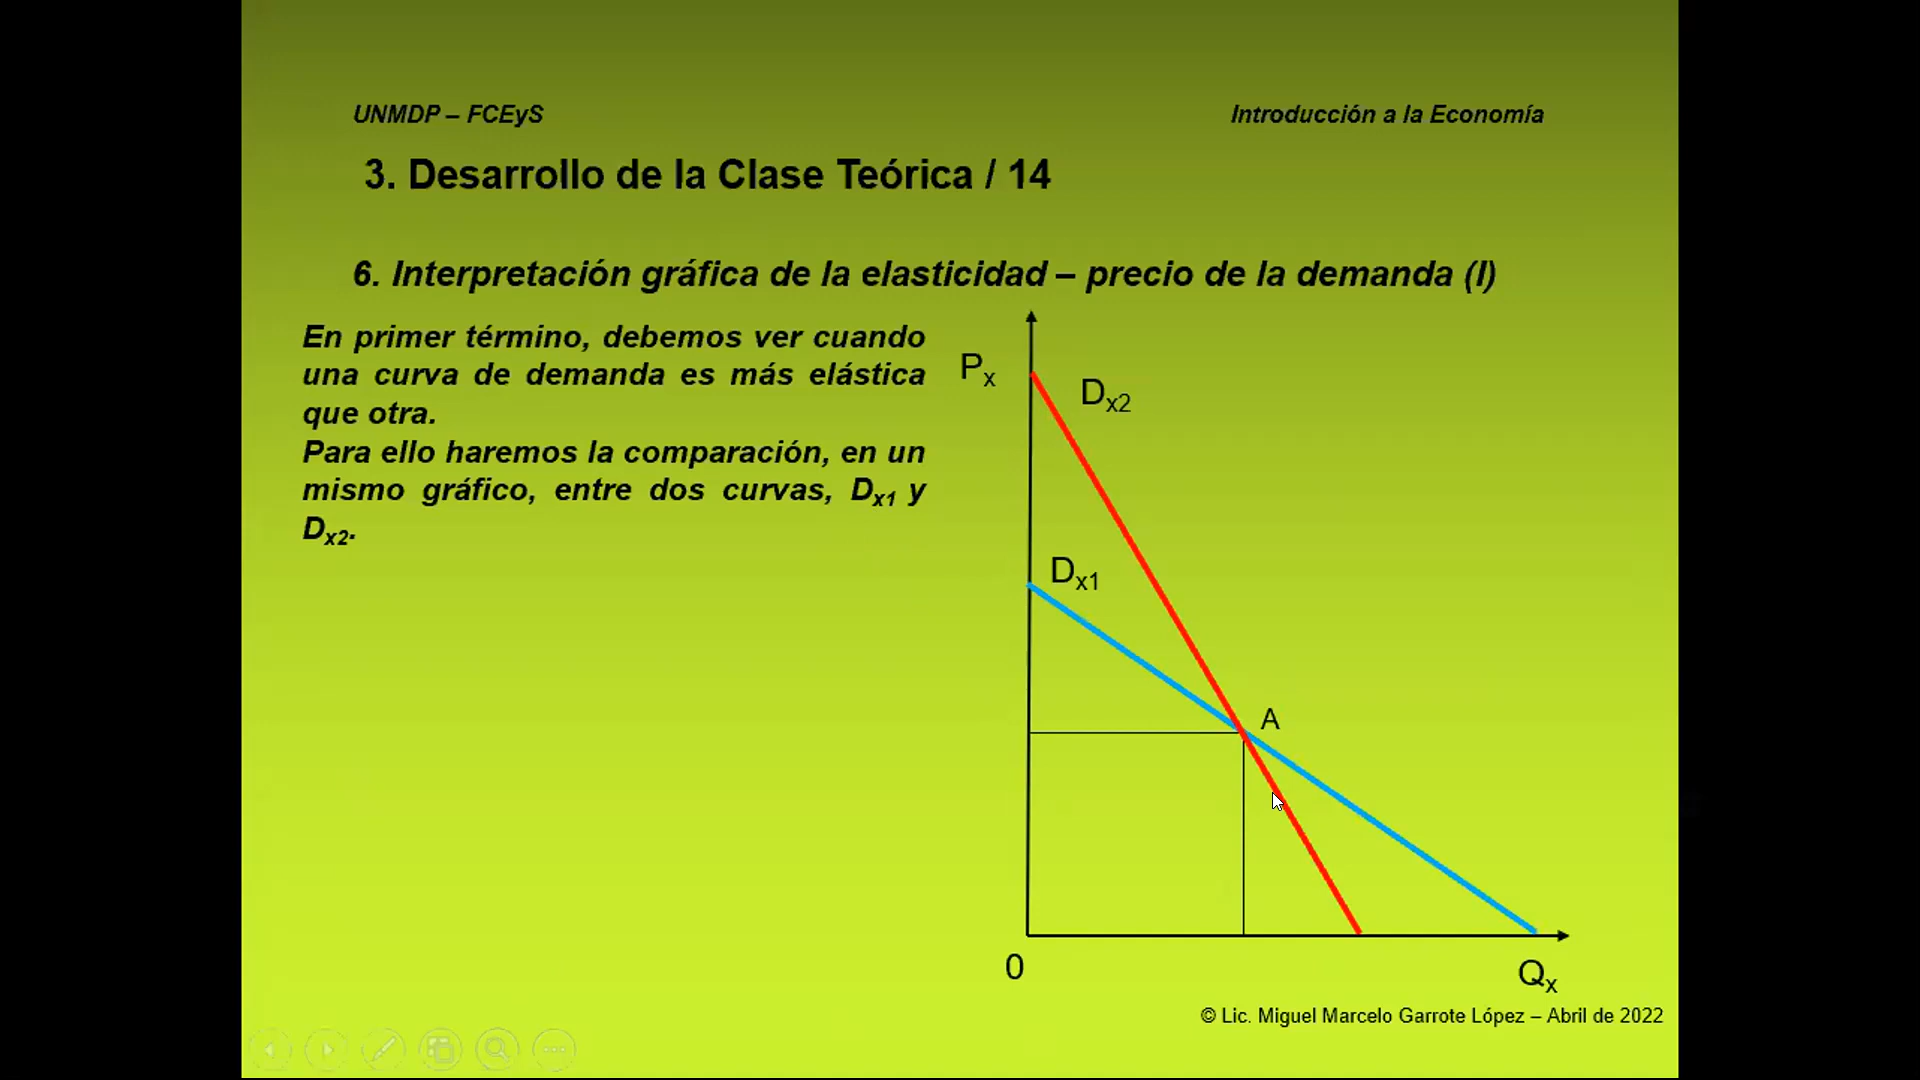 UNMDP – FCEyS
Introducción a la Economía
3. Desarrollo de la Clase Teórica / 14
6. Interpretación gráfica de la elasticidad – precio de la demanda (I)
En primer término, debemos ver cuando
una curva de demanda es más elástica
que otra.
Para ello haremos la comparación, en un
mismo gráfico, entre dos curvas, Dx1 y
Dx2.
Px
Dx2
Dx1
A
0
Qx
© Lic. Miguel Marcelo Garrote López – Abril de 2022